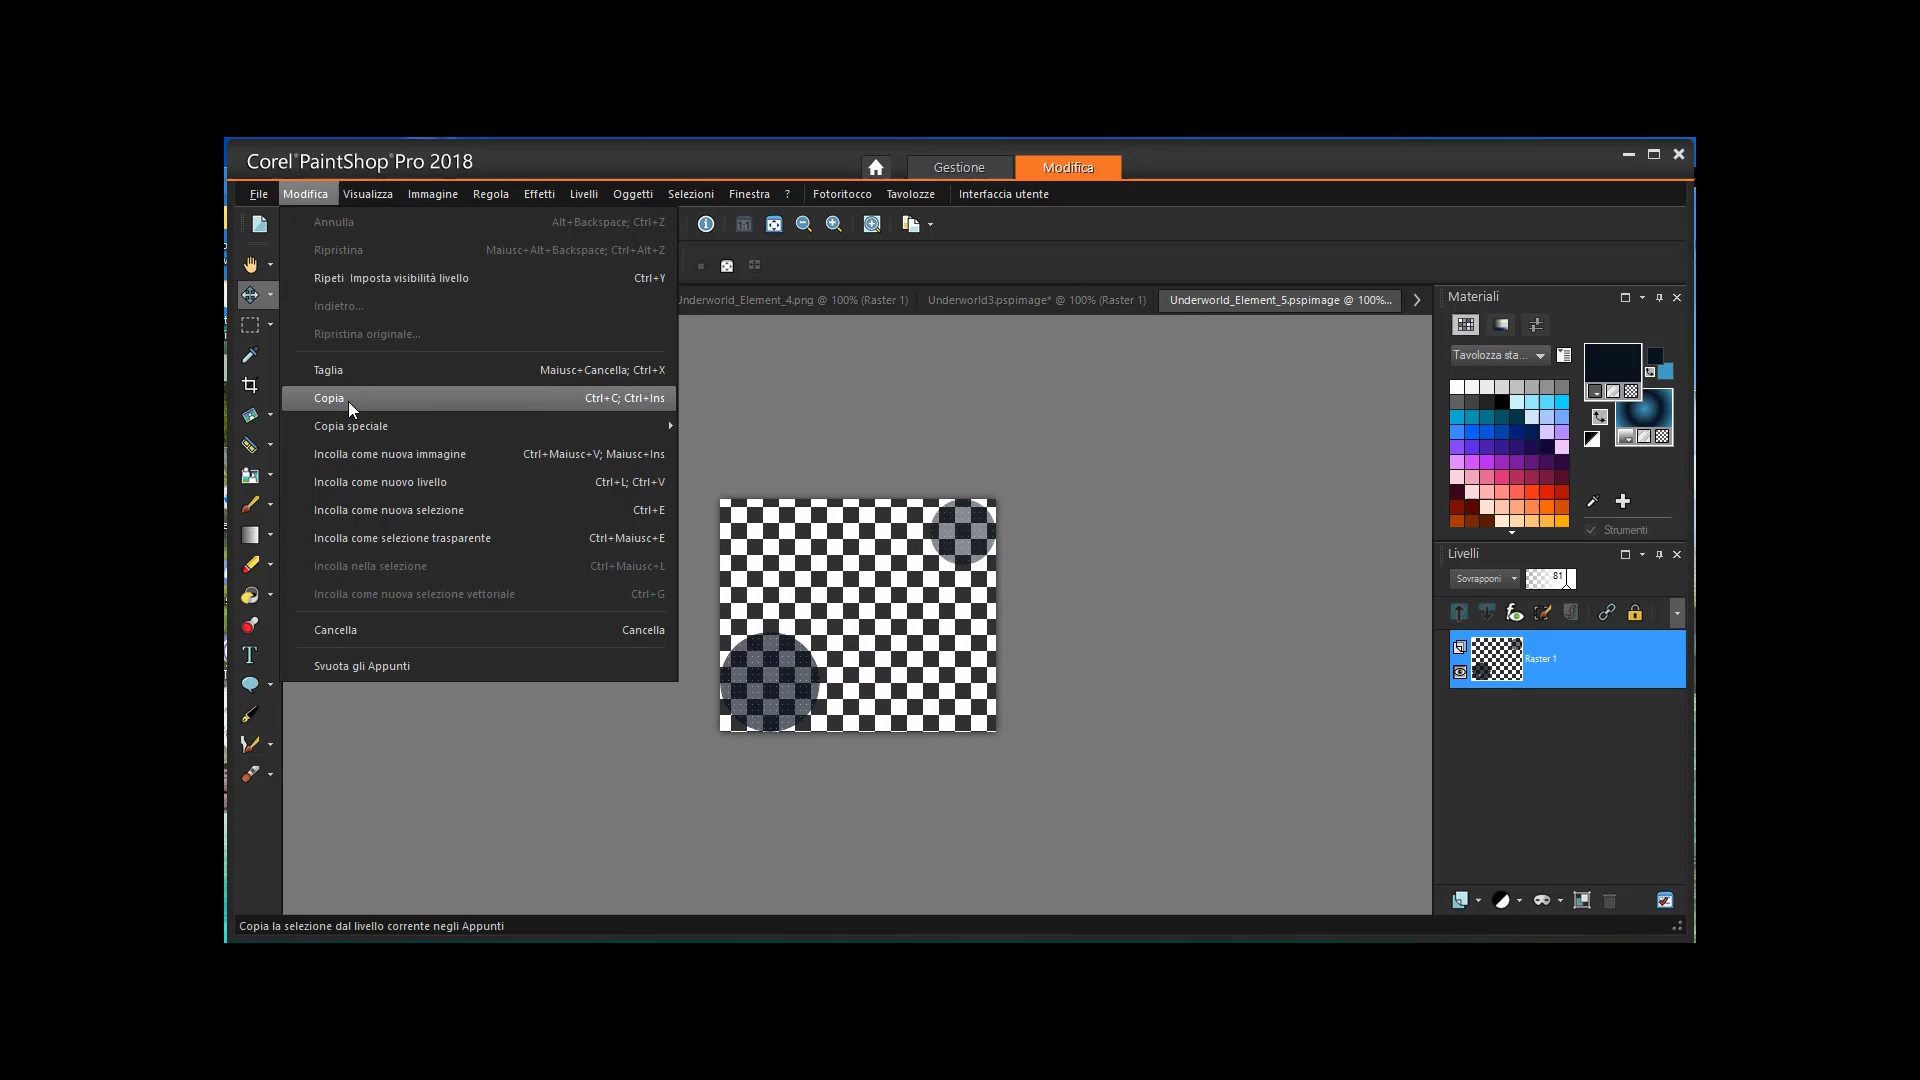 Corel®PaintShop®Pro 2018
Gestione
Modifica
File Modifica Visualizza Immagine Regola Effetti Livelli Oggetti Selezioni Finestra ? Fotoritocco Tavolozze Interfaccia utente
Annulla Alt+Backspace; Ctrl+Z
Ripristina Maiusc+Alt+Backspace; Ctrl+Alt+Z
Ripeti Imposta visibilità livello Ctrl+Y
Indietro...
Ripristina originale...
Taglia Maiusc+Cancella; Ctrl+X
Copia Ctrl+C; Ctrl+Ins
Copia speciale
Incolla come nuova immagine Ctrl+Maiusc+V; Maiusc+Ins
Incolla come nuovo livello Ctrl+L; Ctrl+V
Incolla come nuova selezione Ctrl+E
Incolla come selezione trasparente Ctrl+Maiusc+E
Incolla nella selezione Ctrl+Maiusc+L
Incolla come nuova selezione vettoriale Ctrl+G
Cancella Cancella
Svuota gli Appunti
Underworld_Element_4.png @ 100% (Raster 1)
Underworld3.pspimage* @ 100% (Raster 1)
Underworld_Element_5.pspimage @ 100%...
Materiali
Tavolozza sta...
Strumenti
Livelli
Sovrapponi 81
Raster 1
Copia la selezione dal livello corrente negli Appunti